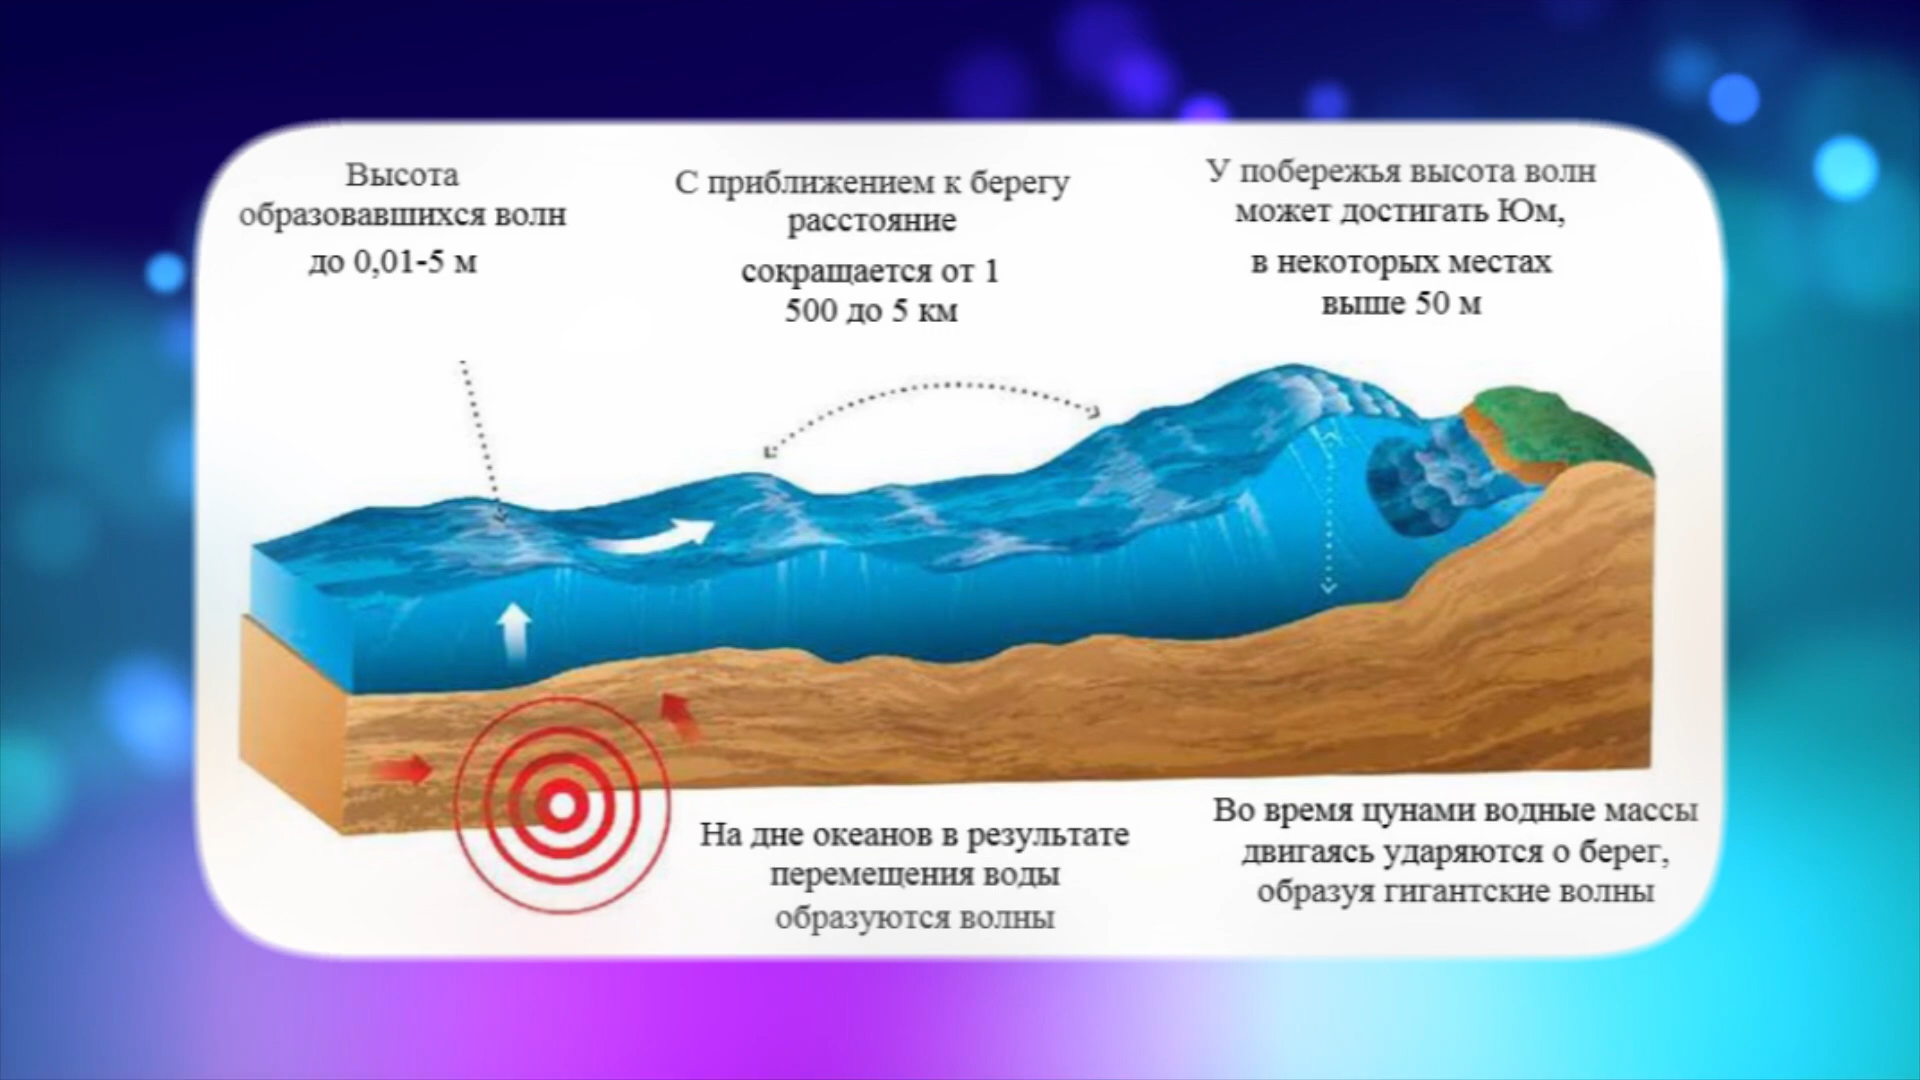 Высота
образовавшихся волн
до 0,01-5 м
С приближением к берегу
расстояние
сокращается от 1
500 до 5 км
У побережья высота волн
может достигать Юм,
в некоторых местах
выше 50 м
На дне океанов в результате
перемещения воды
образуются волны
Во время цунами водные массы
двигаясь ударяются о берег,
образуя гигантские волны